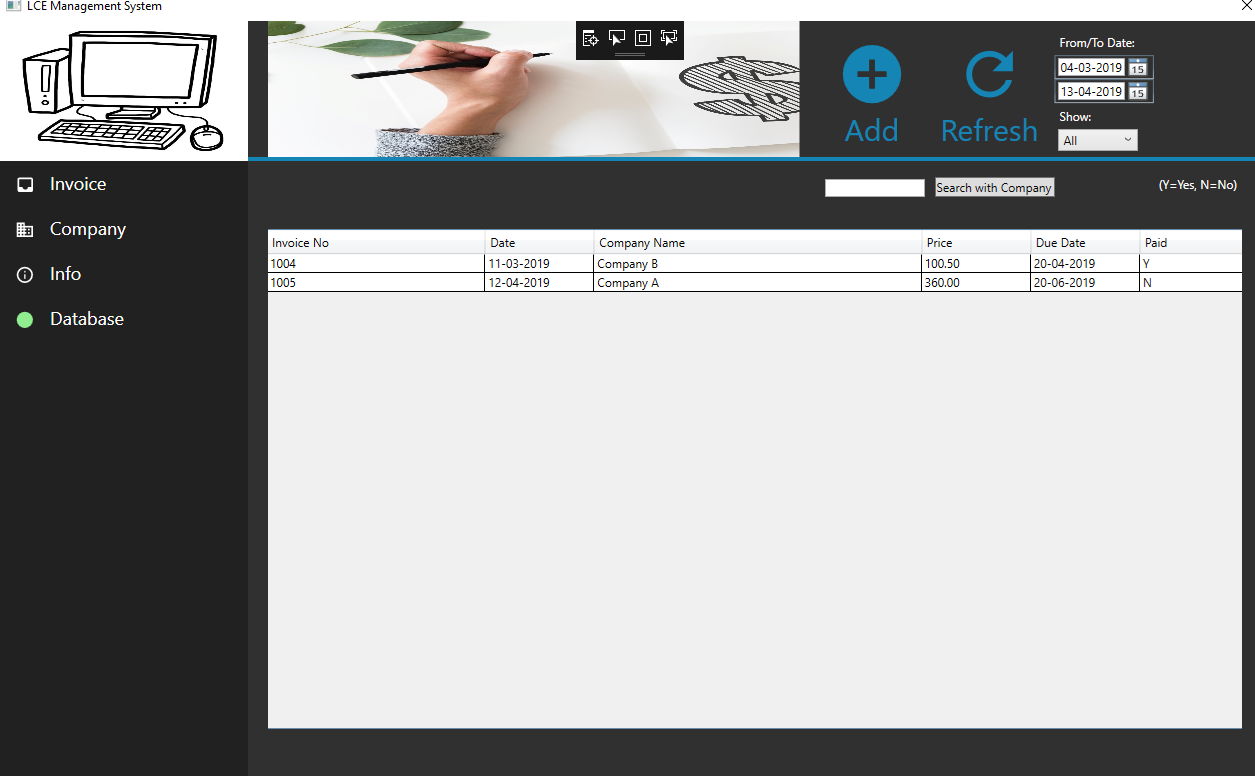 LCE Management System
From/To Date:
04-03-2019 15
13-04-2019 15
Show:
All
Add
Refresh
Invoice
Company
Info
Database
Search with Company
(Y=Yes, N=No)
Invoice No Date Company Name Price Due Date Paid
1004 11-03-2019 Company B 100.50 20-04-2019 Y
1005 12-04-2019 Company A 360.00 20-06-2019 N